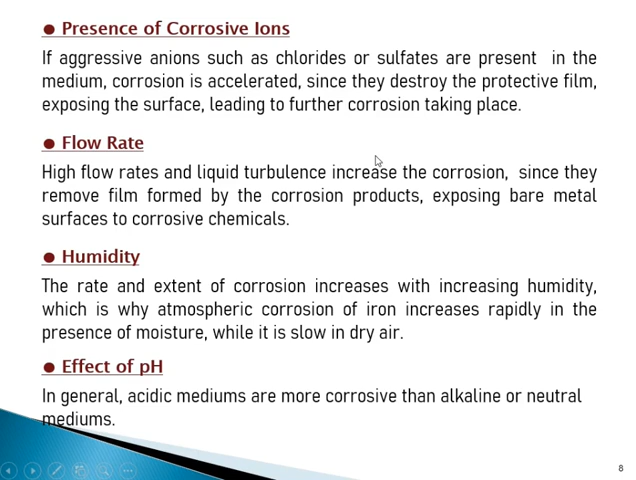 ● Presence of Corrosive Ions
If aggressive anions such as chlorides or sulfates are present in the
medium, corrosion is accelerated, since they destroy the protective film,
exposing the surface, leading to further corrosion taking place.
● Flow Rate
High flow rates and liquid turbulence increase the corrosion, since they
remove film formed by the corrosion products, exposing bare metal
surfaces to corrosive chemicals.
● Humidity
The rate and extent of corrosion increases with increasing humidity,
which is why atmospheric corrosion of iron increases rapidly in the
presence of moisture, while it is slow in dry air.
● Effect of pH
In general, acidic mediums are more corrosive than alkaline or neutral
mediums.
8